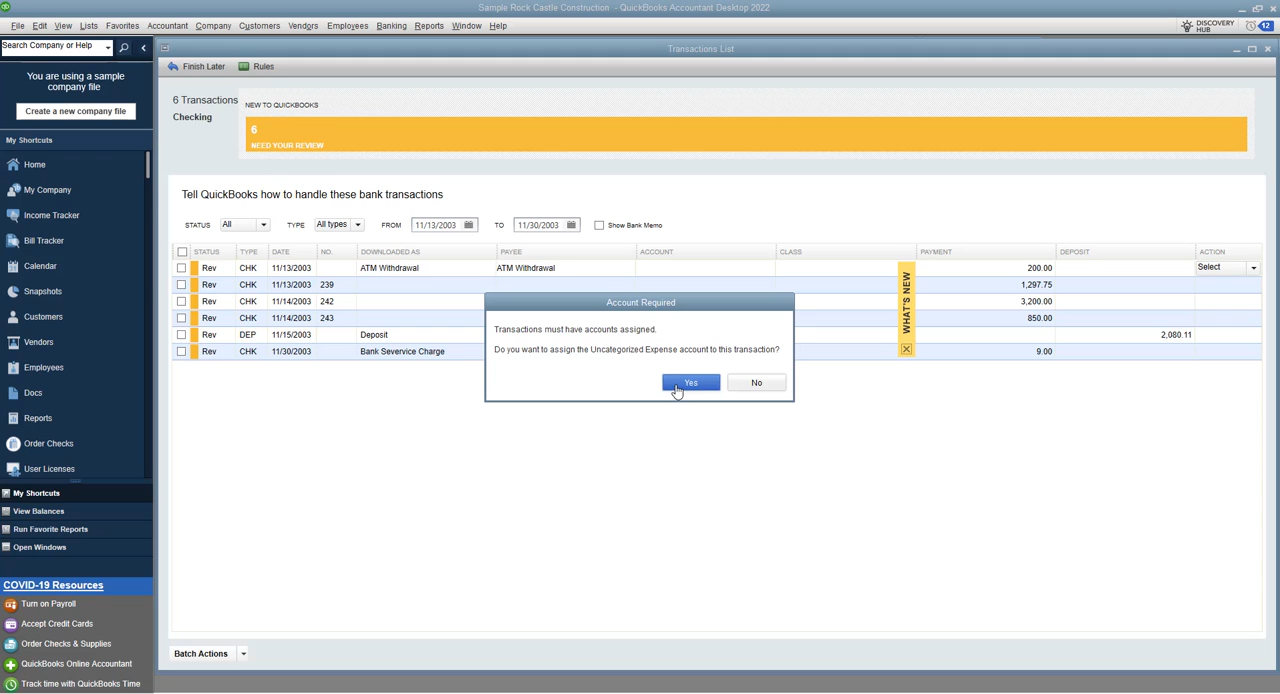 Sample Rock Castle Construction - QuickBooks Accountant Desktop 2022
File Edit View Lists Favorites Accountant Company Customers Vendors Employees Banking Reports Window Help
DISCOVERY HUB 12
Search Company or Help
Transactions List
Finish Later Rules
You are using a sample
company file
Create a new company file
My Shortcuts
Home
My Company
Income Tracker
Bill Tracker
Calendar
Snapshots
Customers
Vendors
Employees
Docs
Reports
Order Checks
User Licenses
My Shortcuts
View Balances
Run Favorite Reports
Open Windows
COVID-19 Resources
Turn on Payroll
Accept Credit Cards
Order Checks & Supplies
QuickBooks Online Accountant
Track time with QuickBooks Time
6 Transactions
Checking
NEW TO QUICKBOOKS
6
NEED YOUR REVIEW
Tell QuickBooks how to handle these bank transactions
STATUS All TYPE All types FROM 11/13/2003 TO 11/30/2003 Show Bank Memo
STATUS TYPE DATE NO. DOWNLOADED AS PAYEE ACCOUNT CLASS PAYMENT DEPOSIT ACTION
Rev CHK 11/13/2003 ATM Withdrawal ATM Withdrawal 200.00 Select
Rev CHK 11/13/2003 239 1,297.75
Rev CHK 11/14/2003 242 3,200.00
Rev CHK 11/14/2003 243 850.00
Rev DEP 11/15/2003 Deposit 2,080.11
Rev CHK 11/30/2003 Bank Severvice Charge 9.00
WHAT'S NEW
Account Required
Transactions must have accounts assigned.
Do you want to assign the Uncategorized Expense account to this transaction?
Yes No
Batch Actions